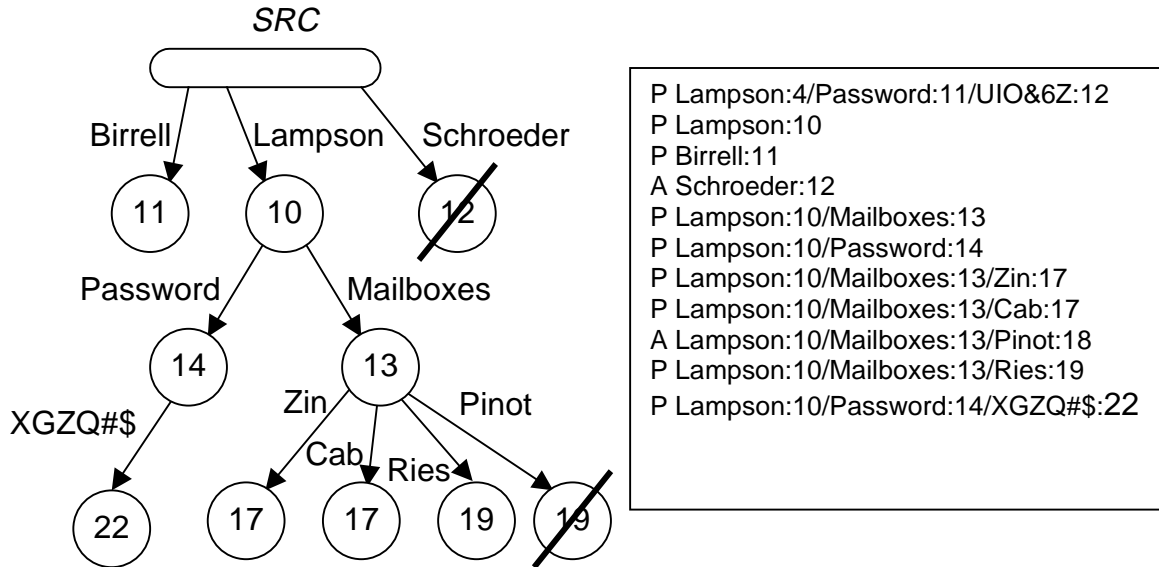 SRC
Birrell Lampson Schroeder
11 10 12
Password Mailboxes
14 13
XGZQ#$ Zin Cab Ries Pinot
22 17 17 19 19
P Lampson:4/Password:11/UIO&6Z:12
P Lampson:10
P Birrell:11
A Schroeder:12
P Lampson:10/Mailboxes:13
P Lampson:10/Password:14
P Lampson:10/Mailboxes:13/Zin:17
P Lampson:10/Mailboxes:13/Cab:17
A Lampson:10/Mailboxes:13/Pinot:18
P Lampson:10/Mailboxes:13/Ries:19
P Lampson:10/Password:14/XGZQ#$:22